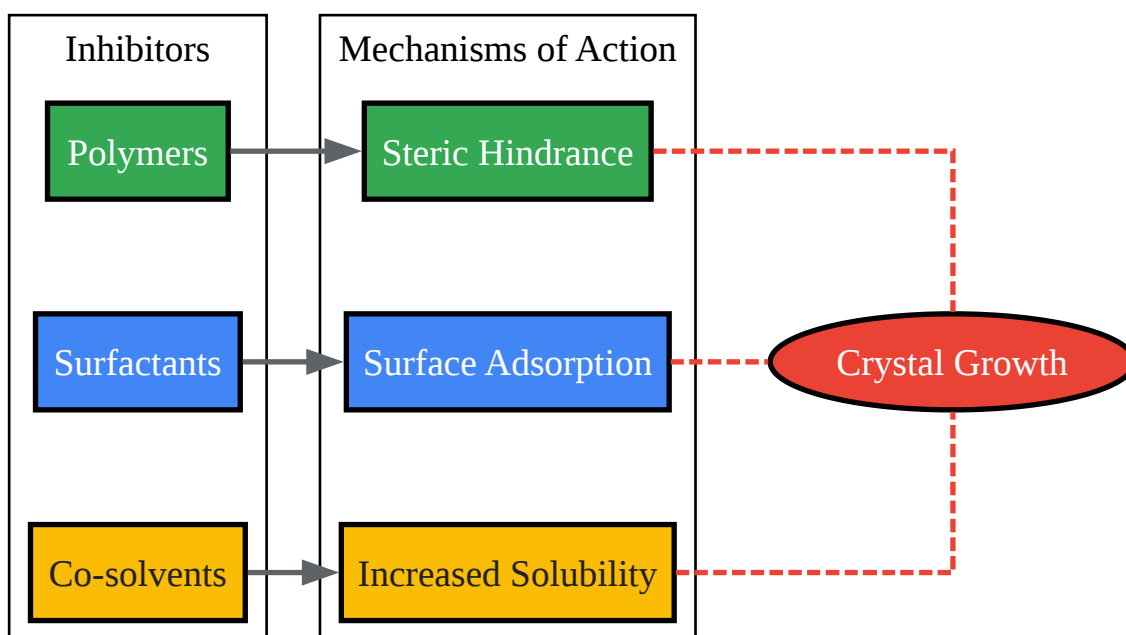 Inhibitors
Mechanisms of Action
Polymers
Steric Hindrance
Surfactants
Surface Adsorption
Crystal Growth
Co-solvents
Increased Solubility